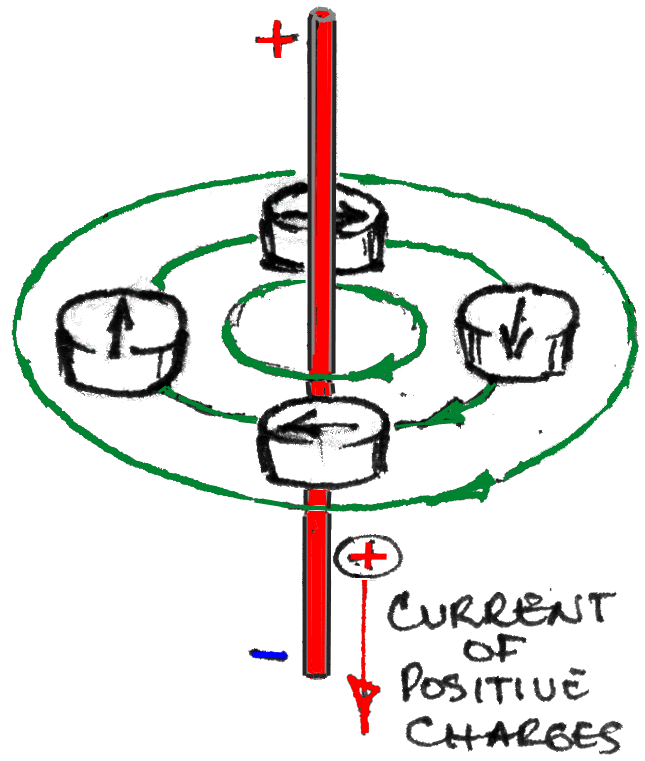 +
−
+
CURRENT
OF
POSITIVE
CHARGES